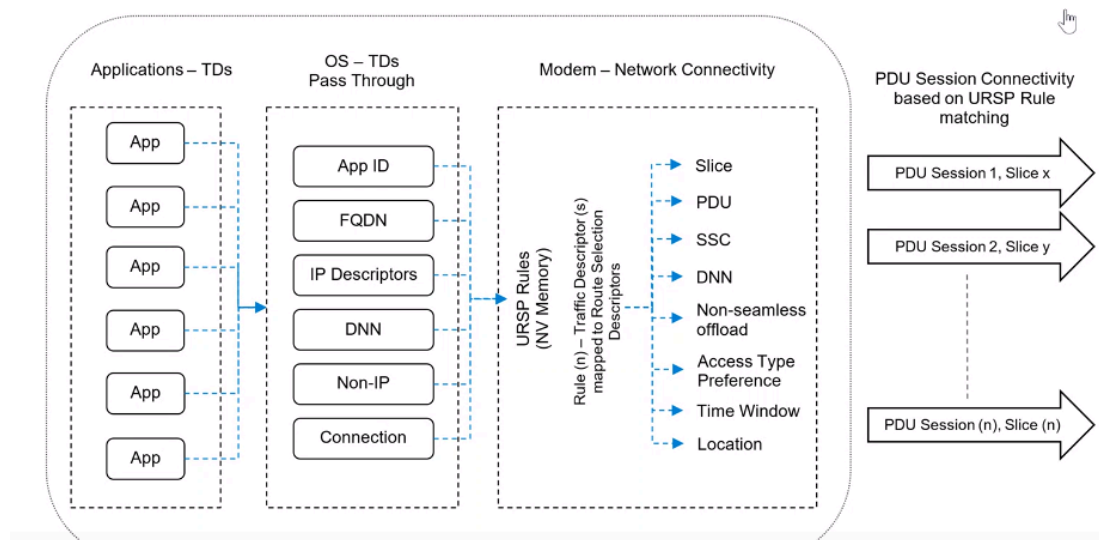 Applications – TDs
App
App
App
App
App
App
OS – TDs
Pass Through
App ID
FQDN
IP Descriptors
DNN
Non-IP
Connection
Modem – Network Connectivity
URSP Rules
(NV Memory)
Rule (n) – Traffic Descriptor (s)
mapped to Route Selection
Descriptors
Slice
PDU
SSC
DNN
Non-seamless
offload
Access Type
Preference
Time Window
Location
PDU Session Connectivity
based on URSP Rule
matching
PDU Session 1, Slice x
PDU Session 2, Slice y
PDU Session (n), Slice (n)